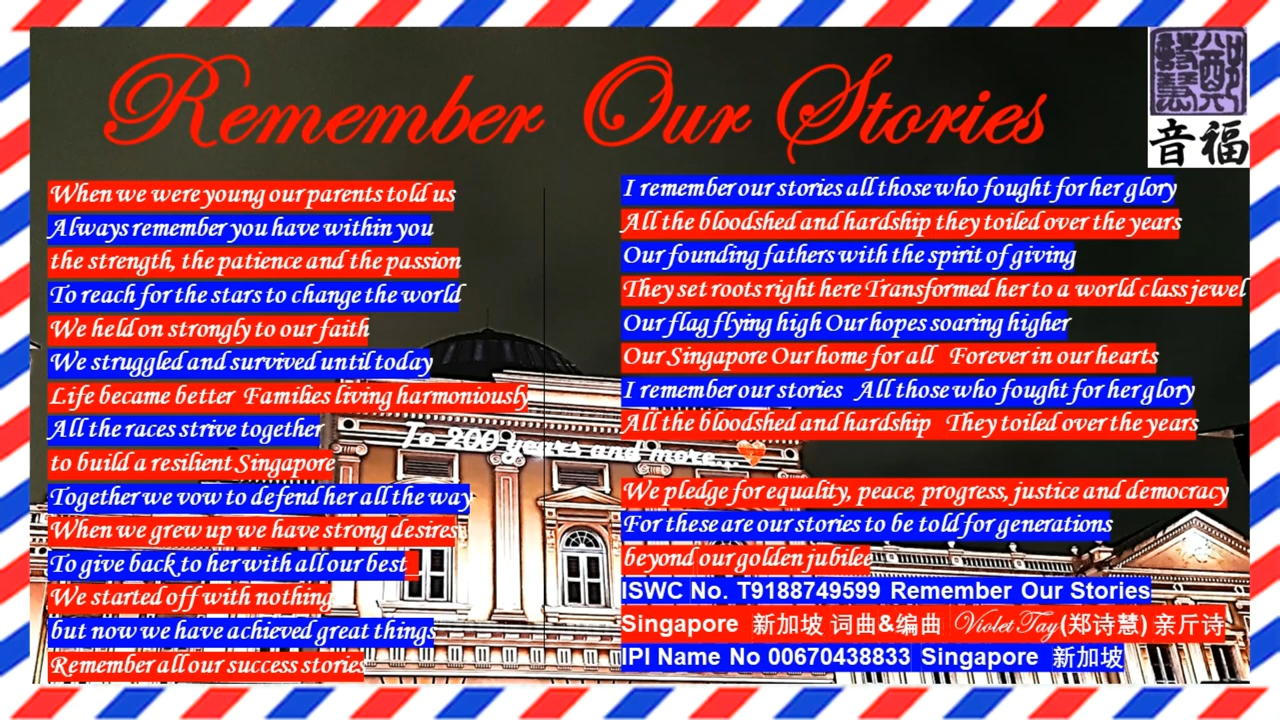 Remember Our Stories
音福
When we were young our parents told us
Always remember you have within you
the strength, the patience and the passion
To reach for the stars to change the world
We held on strongly to our faith
We struggled and survived until today
Life became better Families living harmoniously
All the races strive together
to build a resilient Singapore
Together we vow to defend her all the way
When we grew up we have strong desires
To give back to her with all our best
We started off with nothing
but now we have achieved great things
Remember all our success stories
To 200 years and more...
I remember our stories all those who fought for her glory
All the bloodshed and hardship they toiled over the years
Our founding fathers with the spirit of giving
They set roots right here Transformed her to a world class jewel
Our flag flying high Our hopes soaring higher
Our Singapore Our home for all Forever in our hearts
I remember our stories All those who fought for her glory
All the bloodshed and hardship They toiled over the years
We pledge for equality, peace, progress, justice and democracy
For these are our stories to be told for generations
beyond our golden jubilee
ISWC No. T9188749599 Remember Our Stories
Singapore 新加坡 词曲&编曲 Violet Tay(郑诗慧) 亲斤诗
IPI Name No 00670438833 Singapore 新加坡